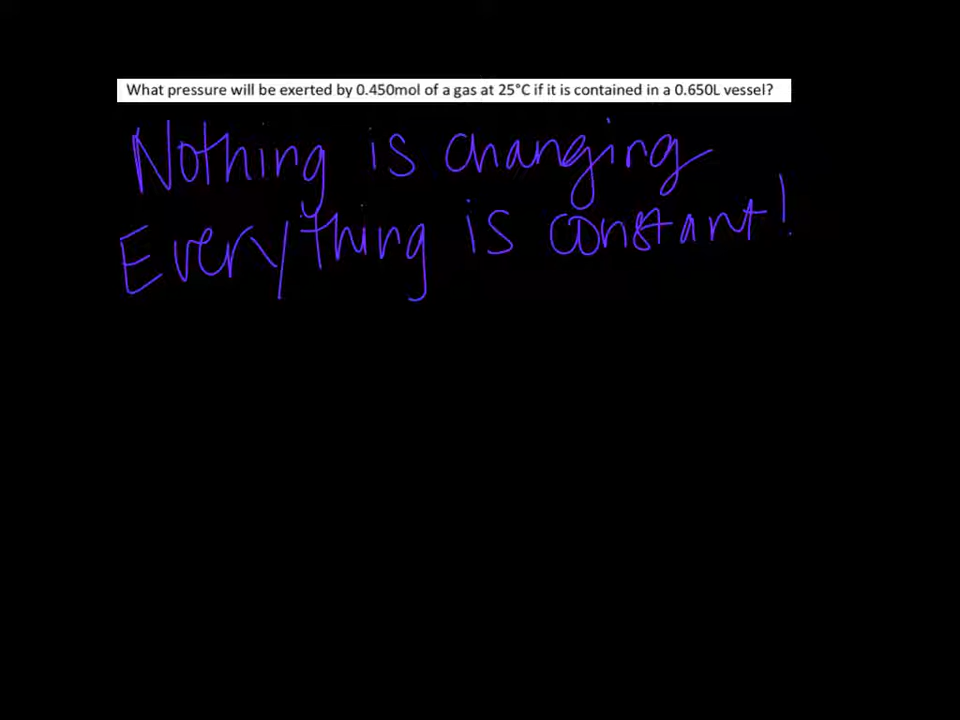 What pressure will be exerted by 0.450mol of a gas at 25°C if it is contained in a 0.650L vessel?
Nothing is changing
Everything is constant!